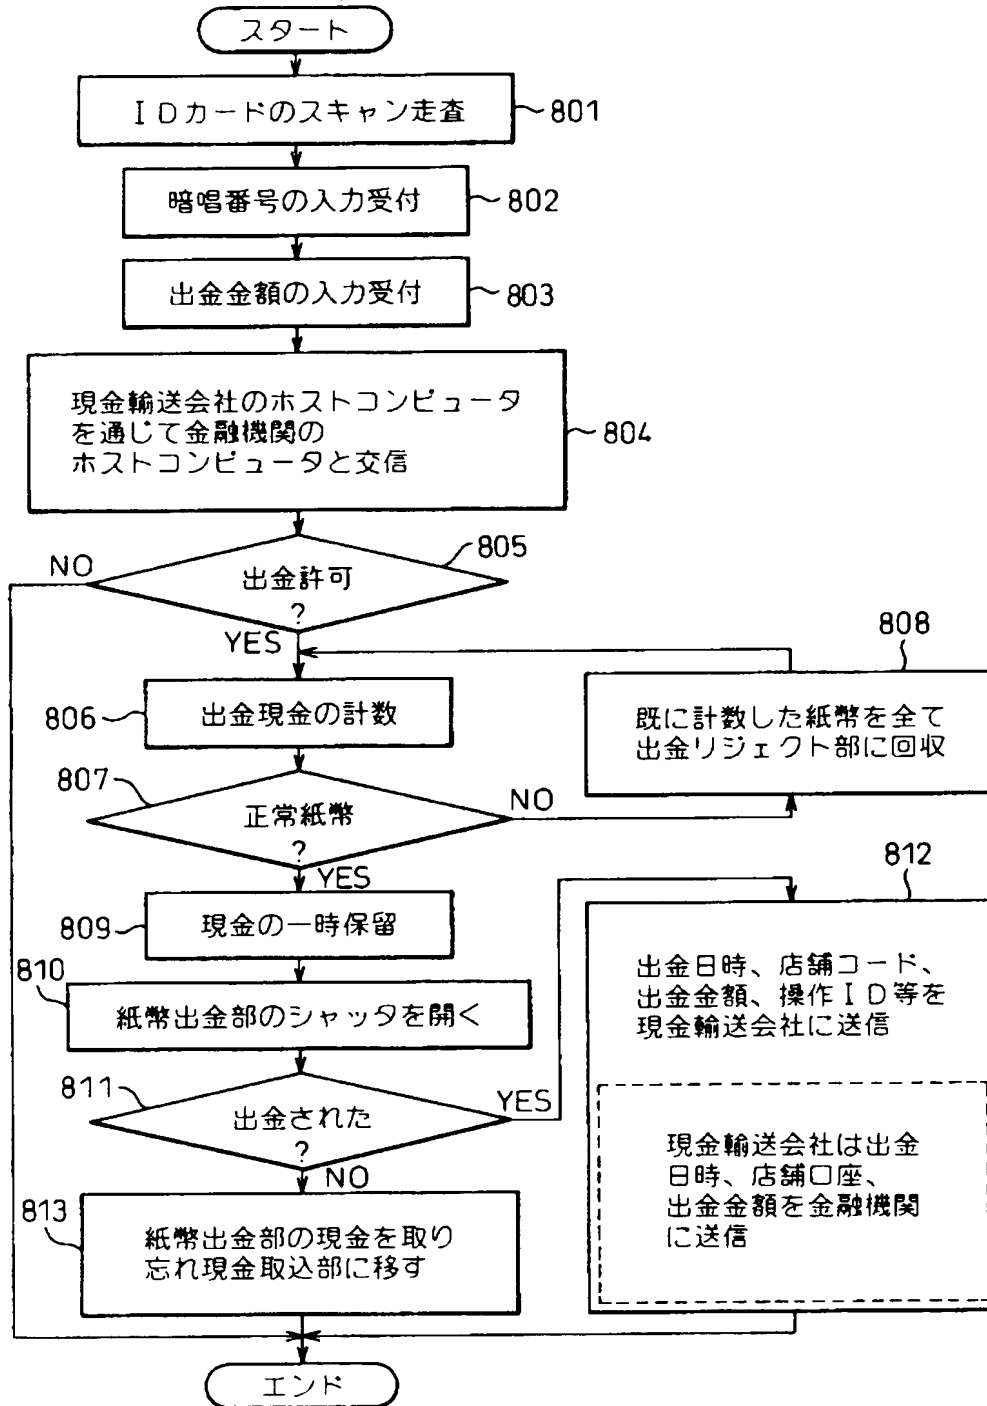 スタート
IDカードのスキャン走査
801
暗唱番号の入力受付
802
出金金額の入力受付
803
現金輸送会社のホストコンピュータ
を通じて金融機関の
ホストコンピュータと交信
804
805
NO
出金許可
?
YES
808
806
出金現金の計数
既に計数した紙幣を全て
出金リジェクト部に回収
807
正常紙幣
?
NO
YES
812
809
現金の一時保留
810
紙幣出金部のシャッタを開く
出金日時、店舗コード、
出金金額、操作ID等を
現金輸送会社に送信
811
出金された
?
YES
NO
現金輸送会社は出金
日時、店舗口座、
出金金額を金融機関
に送信
813
紙幣出金部の現金を取り
忘れ現金取込部に移す
エンド